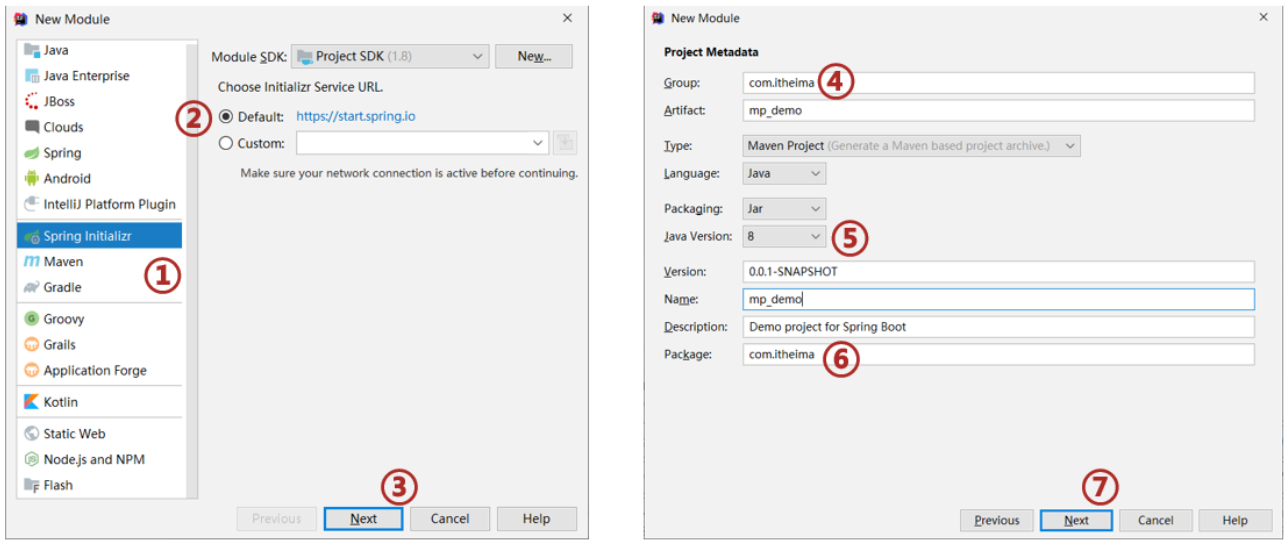 New Module
Java
Java Enterprise
JBoss
Clouds
Spring
Android
IntelliJ Platform Plugin
Spring Initializr
Maven
Gradle
Groovy
Grails
Application Forge
Kotlin
Static Web
Node.js and NPM
Flash
①
Module SDK: Project SDK (1.8) New...
Choose Initializr Service URL.
② Default: https://start.spring.io
Custom:
Make sure your network connection is active before continuing.
③
Previous Next Cancel Help
New Module
Project Metadata
Group: com.itheima ④
Artifact: mp_demo
Type: Maven Project (Generate a Maven based project archive.)
Language: Java
Packaging: Jar
Java Version: 8 ⑤
Version: 0.0.1-SNAPSHOT
Name: mp_demo
Description: Demo project for Spring Boot
Package: com.itheima ⑥
⑦
Previous Next Cancel Help